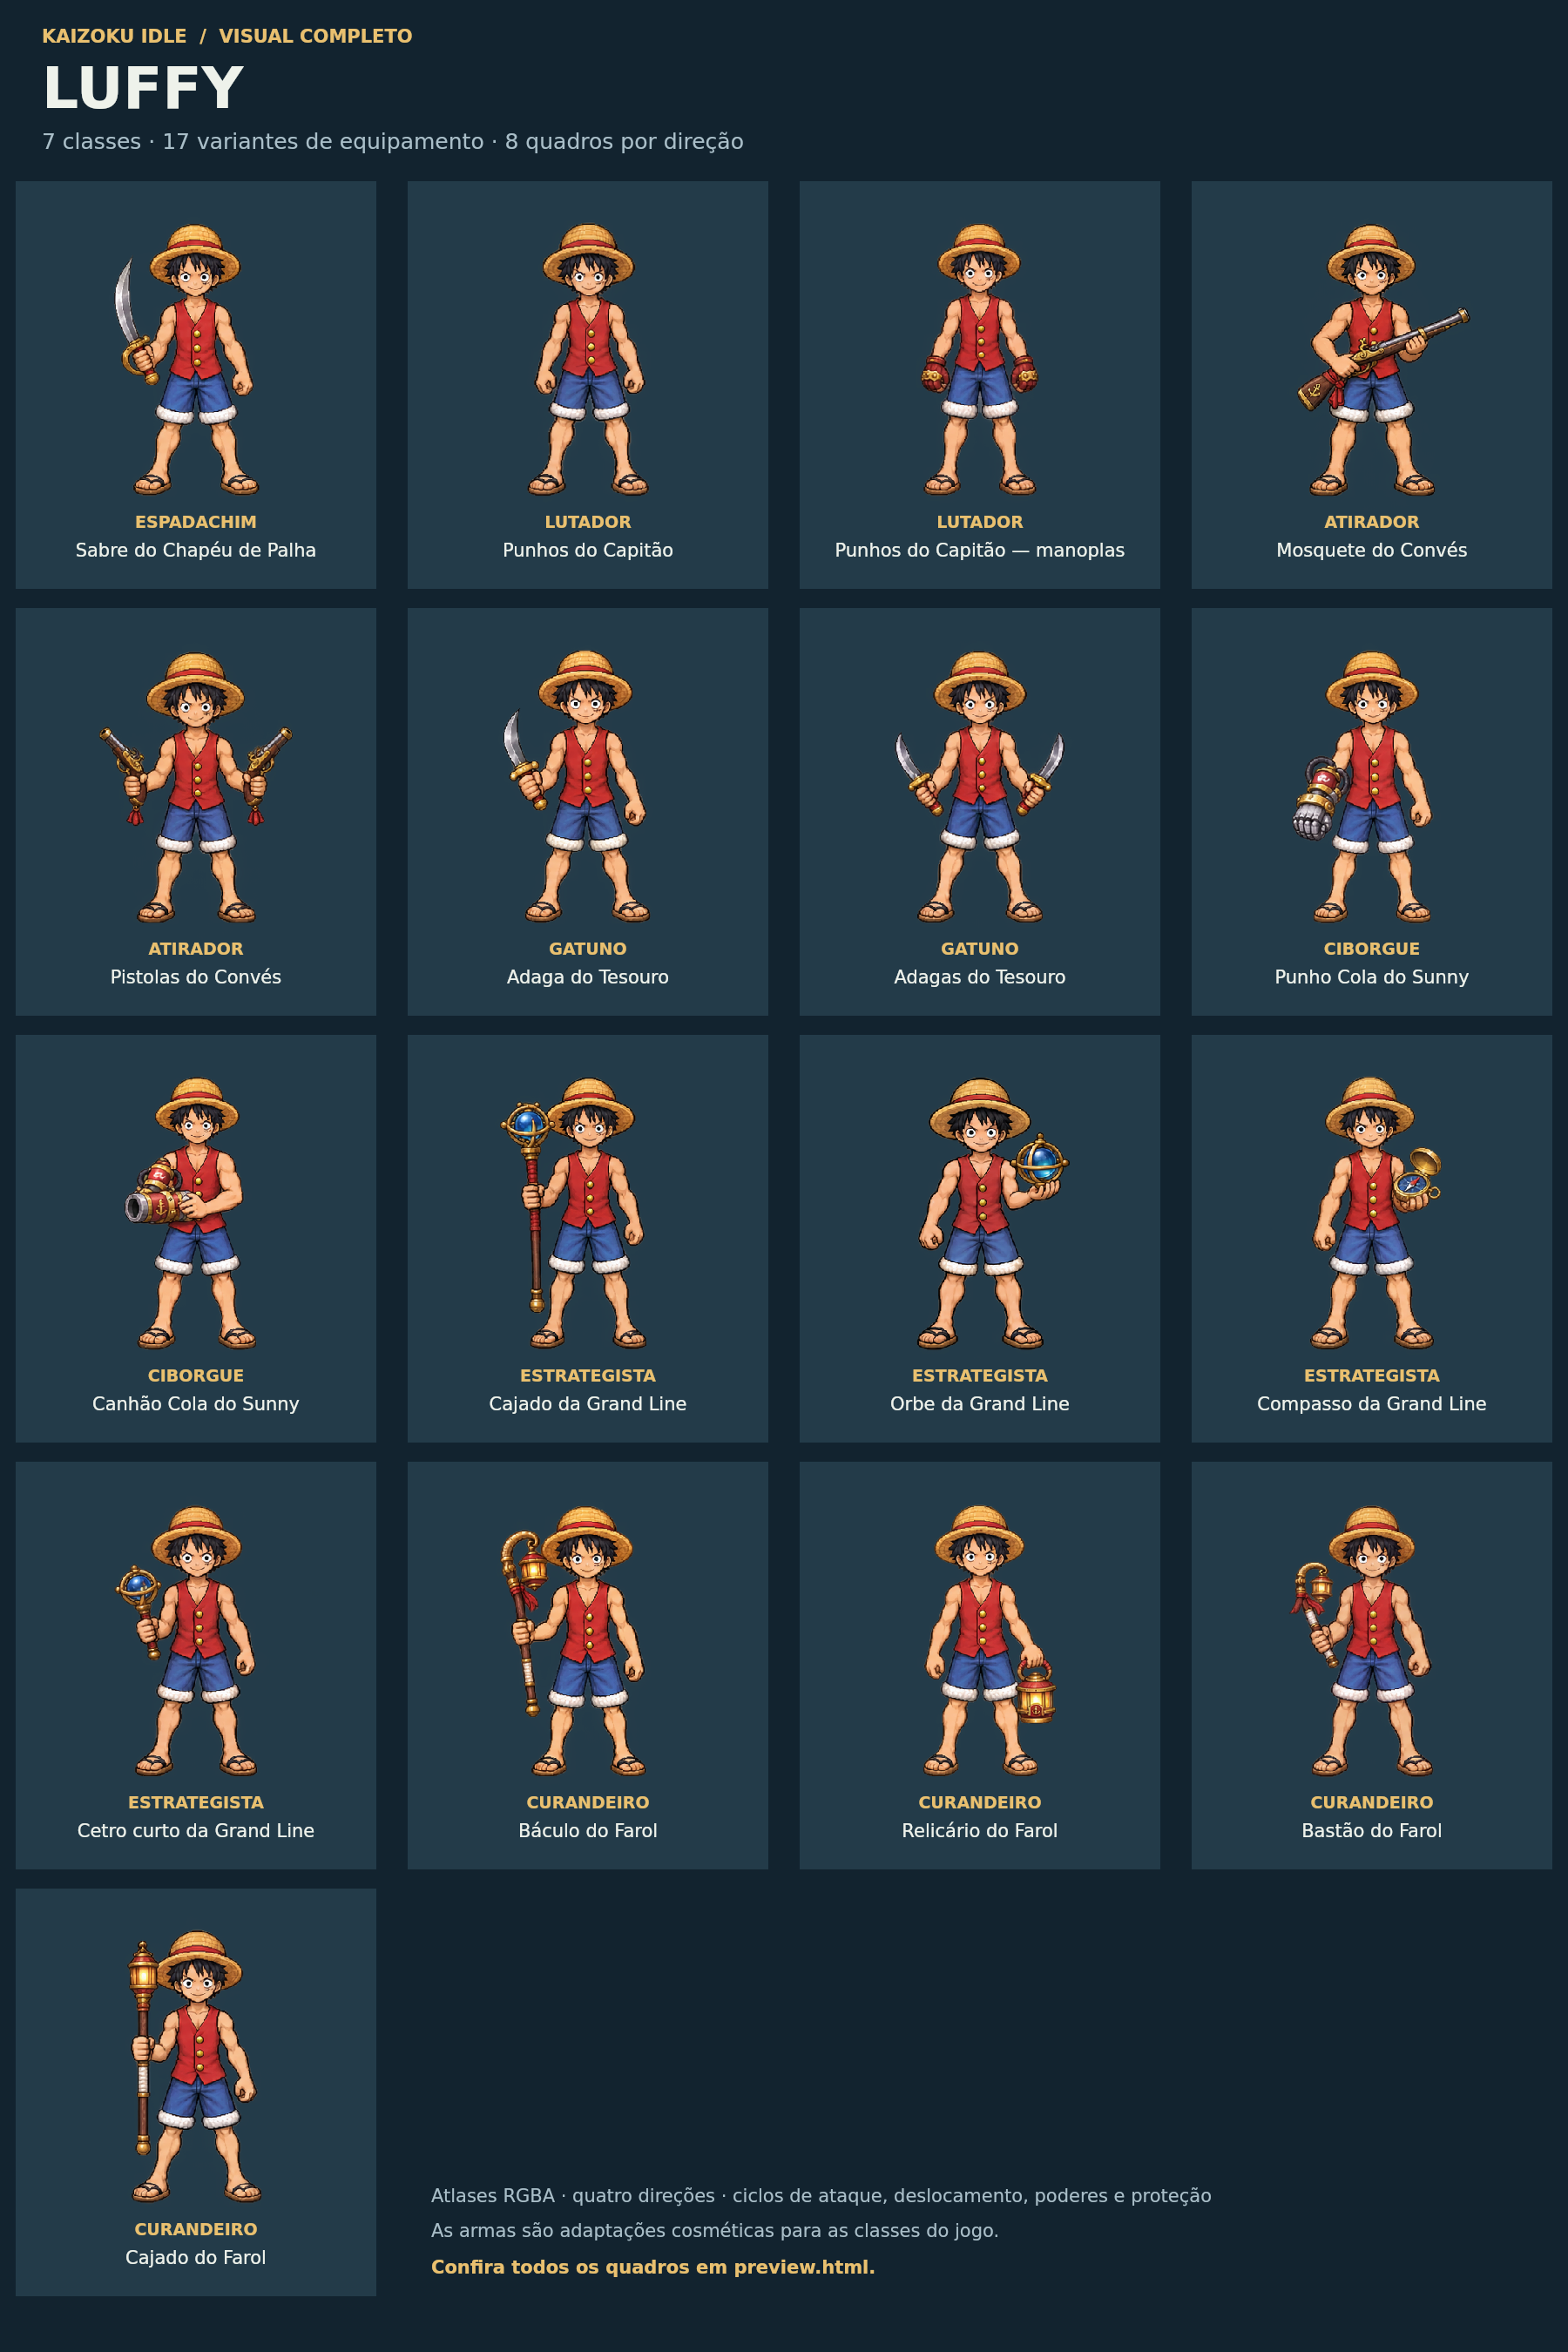 KAIZOKU IDLE / VISUAL COMPLETO
LUFFY
7 classes · 17 variantes de equipamento · 8 quadros por direção
ESPADACHIM
Sabre do Chapéu de Palha
LUTADOR
Punhos do Capitão
LUTADOR
Punhos do Capitão — manoplas
ATIRADOR
Mosquete do Convés
ATIRADOR
Pistolas do Convés
GATUNO
Adaga do Tesouro
GATUNO
Adagas do Tesouro
CIBORGUE
Punho Cola do Sunny
CIBORGUE
Canhão Cola do Sunny
ESTRATEGISTA
Cajado da Grand Line
ESTRATEGISTA
Orbe da Grand Line
ESTRATEGISTA
Compasso da Grand Line
ESTRATEGISTA
Cetro curto da Grand Line
CURANDEIRO
Báculo do Farol
CURANDEIRO
Relicário do Farol
CURANDEIRO
Bastão do Farol
CURANDEIRO
Cajado do Farol
Atlases RGBA · quatro direções · ciclos de ataque, deslocamento, poderes e proteção
As armas são adaptações cosméticas para as classes do jogo.
Confira todos os quadros em preview.html.